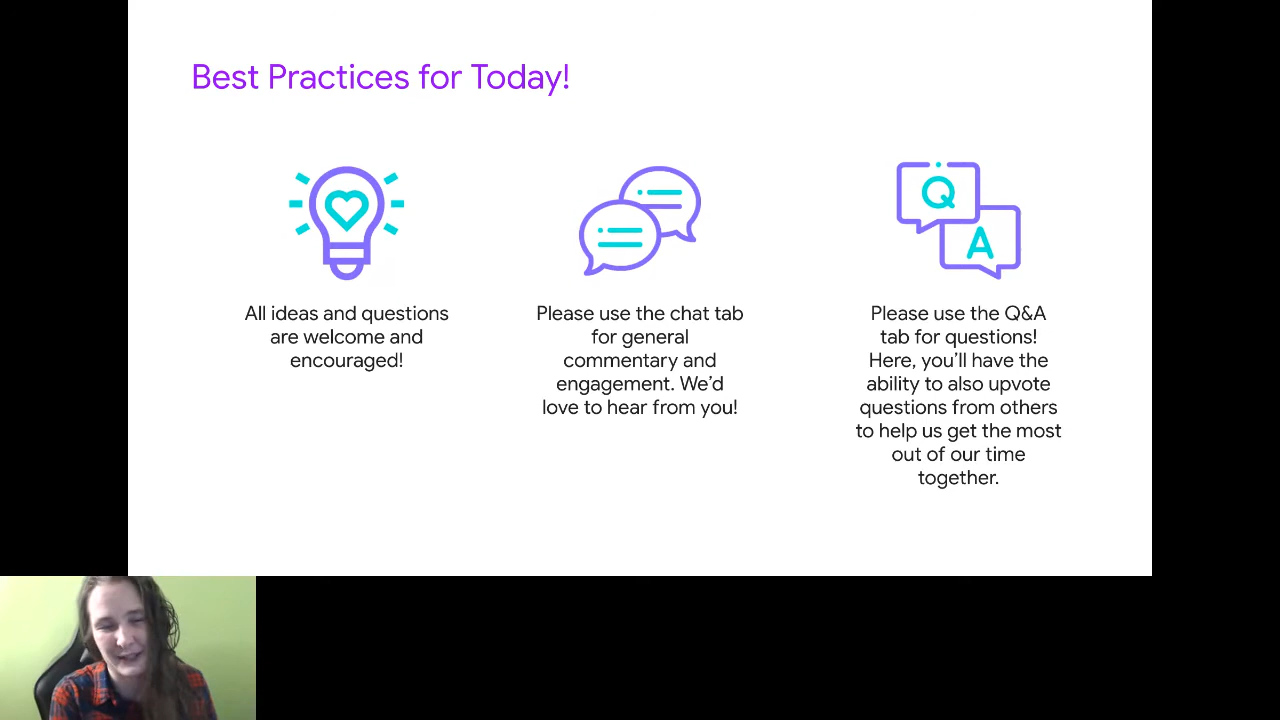 Best Practices for Today!
All ideas and questions
are welcome and
encouraged!
Please use the chat tab
for general
commentary and
engagement. We’d
love to hear from you!
Q
A
Please use the Q&A
tab for questions!
Here, you’ll have the
ability to also upvote
questions from others
to help us get the most
out of our time
together.